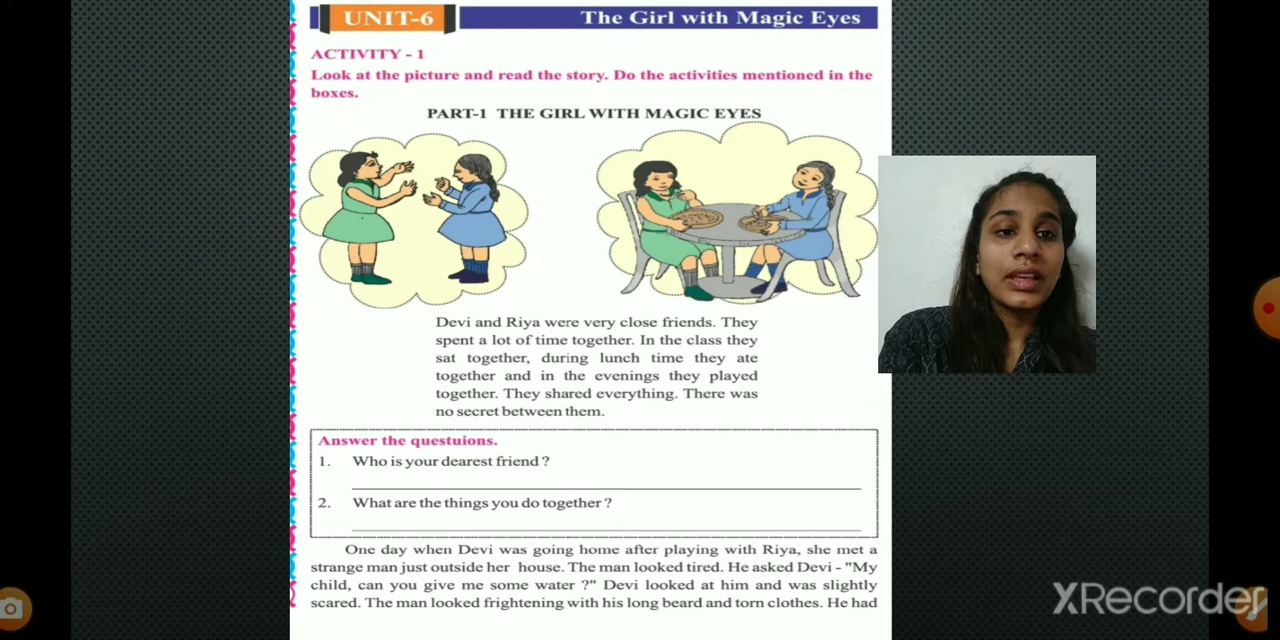 UNIT-6
The Girl with Magic Eyes
ACTIVITY - 1
Look at the picture and read the story. Do the activities mentioned in the
boxes.
PART-1 THE GIRL WITH MAGIC EYES
Devi and Riya were very close friends. They
spent a lot of time together. In the class they
sat together, during lunch time they ate
together and in the evenings they played
together. They shared everything. There was
no secret between them.
Answer the questuions.
1. Who is your dearest friend ?
2. What are the things you do together ?
One day when Devi was going home after playing with Riya, she met a
strange man just outside her house. The man looked tired. He asked Devi - "My
child, can you give me some water ?" Devi looked at him and was slightly
scared. The man looked frightening with his long beard and torn clothes. He had
XRecorder